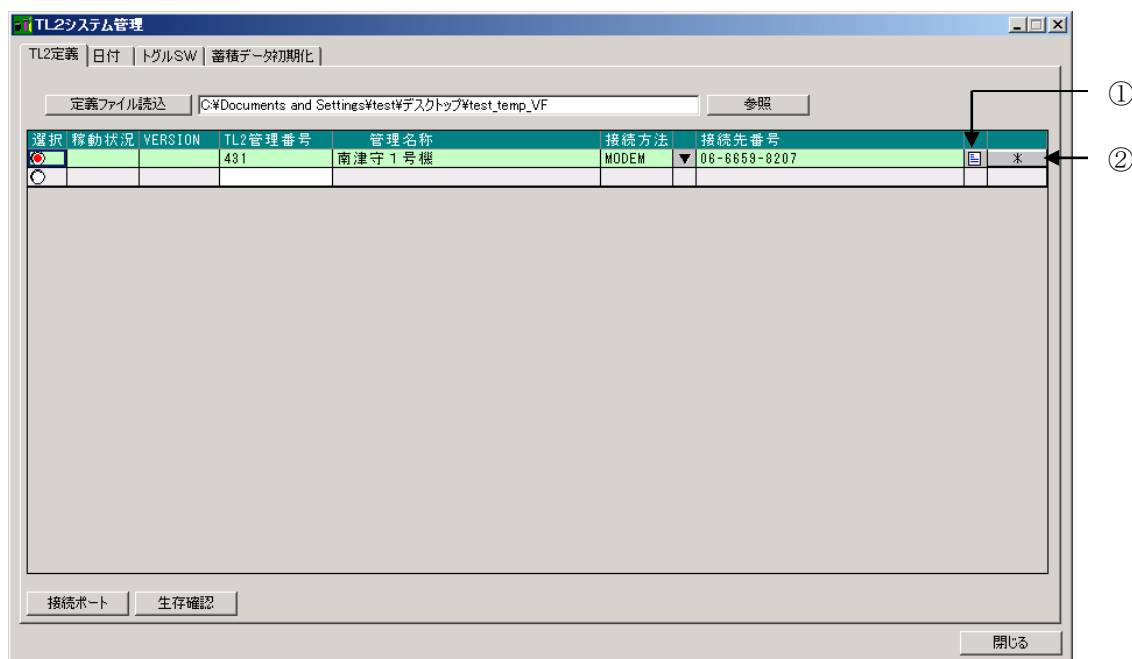 TL2システム管理
TL2定義 日付 トグルSW 蓄積データ初期化
定義ファイル読込 C:¥Documents and Settings¥test¥デスクトップ¥test_temp_VF 参照
①
選択 稼動状況 VERSION TL2管理番号 管理名称 接続方法 接続先番号
431 南津守１号機 MODEM ▼ 06-6659-8207 *
②
接続ポート 生存確認
閉じる